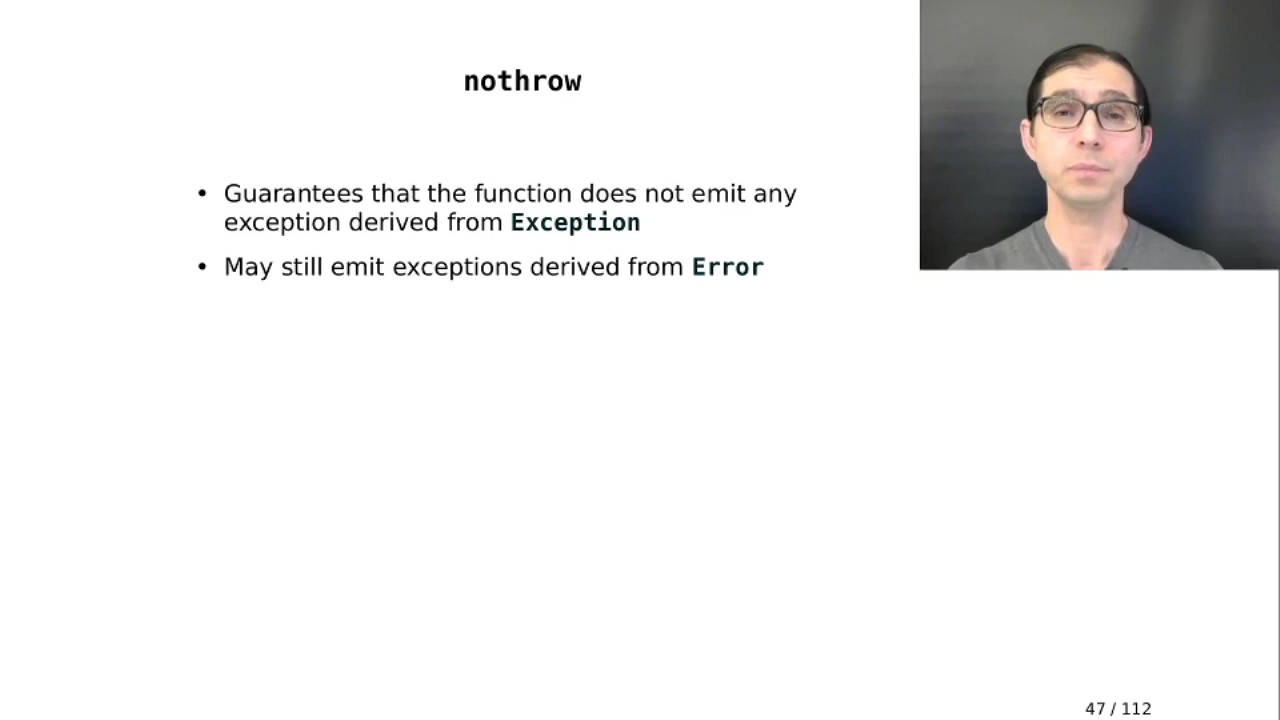 nothrow
• Guarantees that the function does not emit any
exception derived from Exception
• May still emit exceptions derived from Error
47 / 112